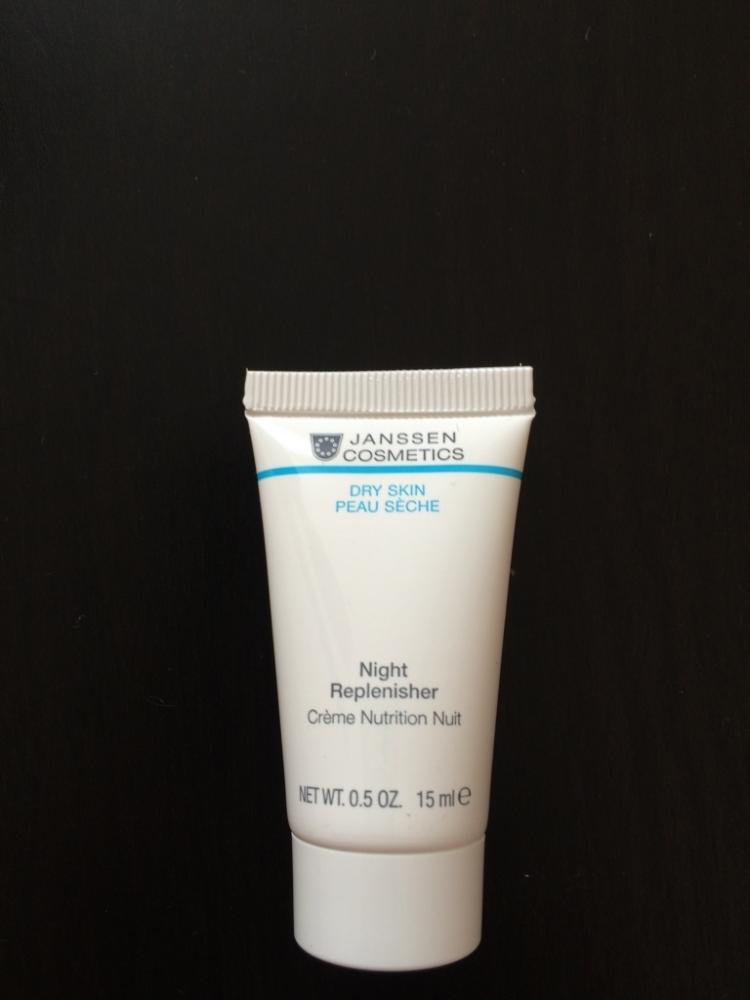 JANSSEN
COSMETICS
DRY SKIN
PEAU SÈCHE
Night
Replenisher
Crème Nutrition Nuit
NET WT. 0.5 OZ. 15 ml ℮